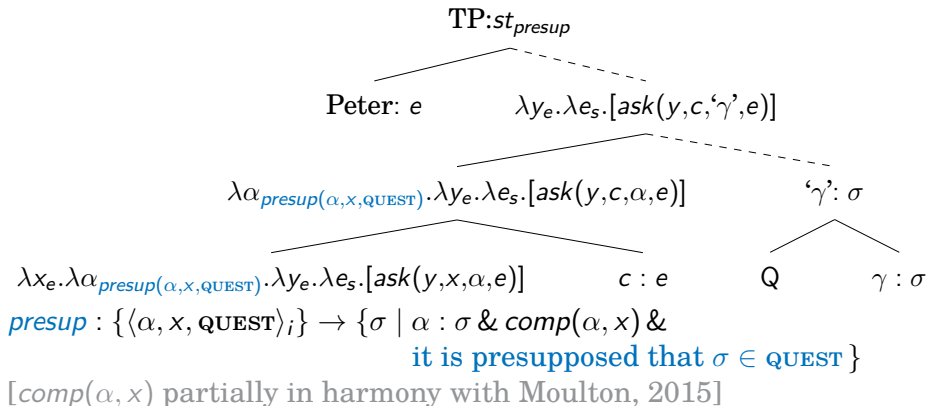 TP:st_presup
Peter: e λy_e.λe_s.[ask(y,c,‘γ’,e)]
λα_presup(α,x,QUEST).λy_e.λe_s.[ask(y,c,α,e)] ‘γ’: σ
λx_e.λα_presup(α,x,QUEST).λy_e.λe_s.[ask(y,x,α,e)] c : e Q γ : σ
presup : {⟨α, x, QUEST⟩_i} → {σ | α : σ & comp(α, x) &
it is presupposed that σ ∈ QUEST}
[comp(α, x) partially in harmony with Moulton, 2015]